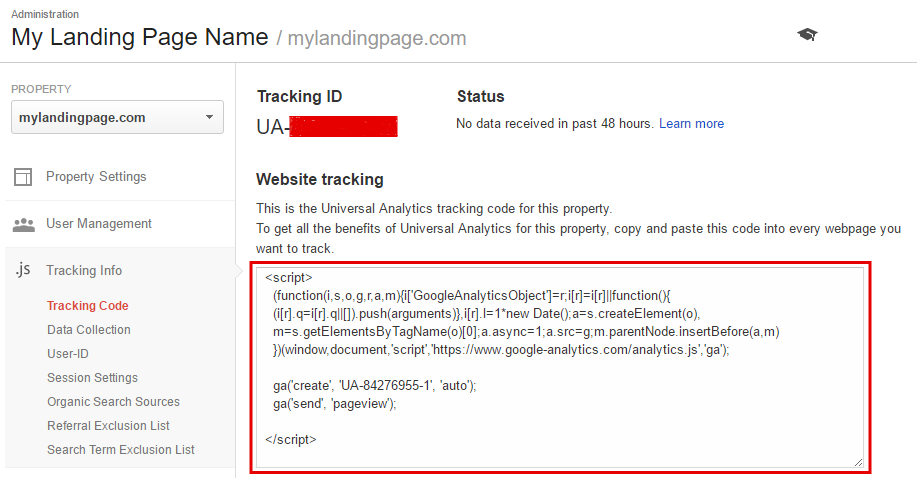 Administration
My Landing Page Name / mylandingpage.com
PROPERTY
mylandingpage.com
Property Settings
User Management
.js Tracking Info
Tracking Code
Data Collection
User-ID
Session Settings
Organic Search Sources
Referral Exclusion List
Search Term Exclusion List
Tracking ID
UA-
Status
No data received in past 48 hours. Learn more
Website tracking
This is the Universal Analytics tracking code for this property.
To get all the benefits of Universal Analytics for this property, copy and paste this code into every webpage you
want to track.
<script>
(function(i,s,o,g,r,a,m){i['GoogleAnalyticsObject']=r;i[r]=i[r]||function(){
(i[r].q=i[r].q||[]).push(arguments)},i[r].l=1*new Date();a=s.createElement(o),
m=s.getElementsByTagName(o)[0];a.async=1;a.src=g;m.parentNode.insertBefore(a,m)
})(window,document,'script','https://www.google-analytics.com/analytics.js','ga');
ga('create', 'UA-84276955-1', 'auto');
ga('send', 'pageview');
</script>